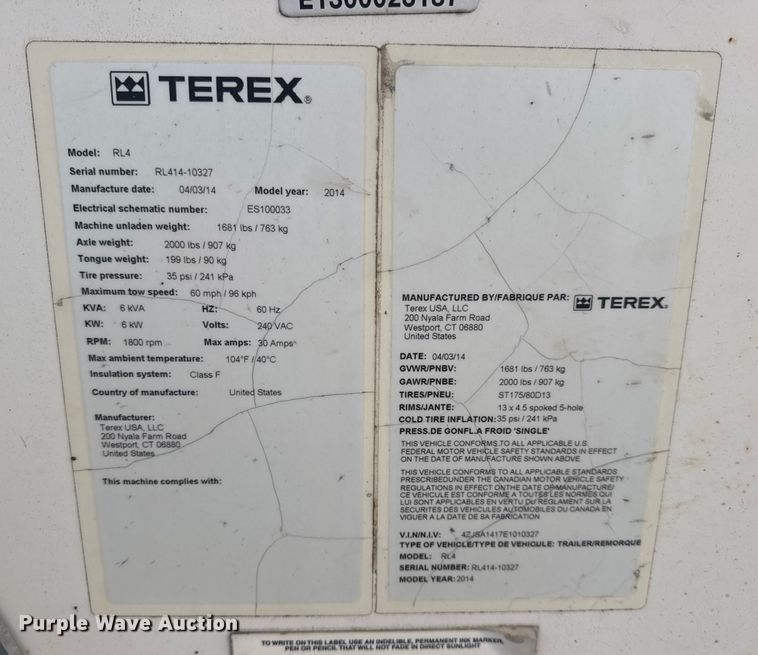 TEREX®
Model: RL4
Serial number: RL414-10327
Manufacture date: 04/03/14 Model year: 2014
Electrical schematic number: ES100033
Machine unladen weight: 1681 lbs / 763 kg
Axle weight: 2000 lbs / 907 kg
Tongue weight: 199 lbs / 90 kg
Tire pressure: 35 psi / 241 kPa
Maximum tow speed: 60 mph / 96 kph
KVA: 6 kVA HZ: 60 Hz
KW: 6 kW Volts: 240 VAC
RPM: 1800 rpm Max amps: 30 Amps
Max ambient temperature: 104°F / 40°C
Insulation system: Class F
Country of manufacture: United States
Manufacturer:
Terex USA, LLC
200 Nyala Farm Road
Westport, CT 06880
United States
This machine complies with:
MANUFACTURED BY/FABRIQUE PAR: TEREX®
Terex USA, LLC
200 Nyala Farm Road
Westport, CT 06880
United States
DATE: 04/03/14
GVWR/PNBV: 1681 lbs / 763 kg
GAWR/PNBE: 2000 lbs / 907 kg
TIRES/PNEU: ST175/80D13
RIMS/JANTE: 13 x 4.5 spoked 5-hole
COLD TIRE INFLATION: 35 psi / 241 kPa
PRESS.DE GONFL.A FROID 'SINGLE'
THIS VEHICLE CONFORMS TO ALL APPLICABLE U.S.
FEDERAL MOTOR VEHICLE SAFETY STANDARDS IN EFFECT
ON THE DATE OF MANUFACTURE SHOWN ABOVE
THIS VEHICLE CONFORMS TO ALL APPLICABLE STANDARDS
PRESCRIBEDUNDER THE CANADIAN MOTOR VEHICLE SAFETY
REGULATIONS IN EFFECT ONTHE DATE OF MANUFACTURE/
CE VEHICULE EST CONFORME A TOUTES LES NORMES QUI
LUI SONT APPLICABLES EN VERTU DU REGLEMENT SUR LA
SECURITES DES VEHICULES AUTOMOBILES DU CANADA EN
VIGUER A LA DATE DE SA FABRICATION
V.I.N/N.I.V: 4ZJSA1417E1010327
TYPE OF VEHICLE/TYPE DE VEHICULE: TRAILER/REMORQUE
MODEL: RL4
SERIAL NUMBER: RL414-10327
MODEL YEAR: 2014
Purple Wave Auction
TO WRITE ON THIS LABEL USE AN INDELIBLE, PERMANENT INK MARKER,
PEN OR PENCIL THAT WILL NOT FADE IN DIRECT SUNLIGHT